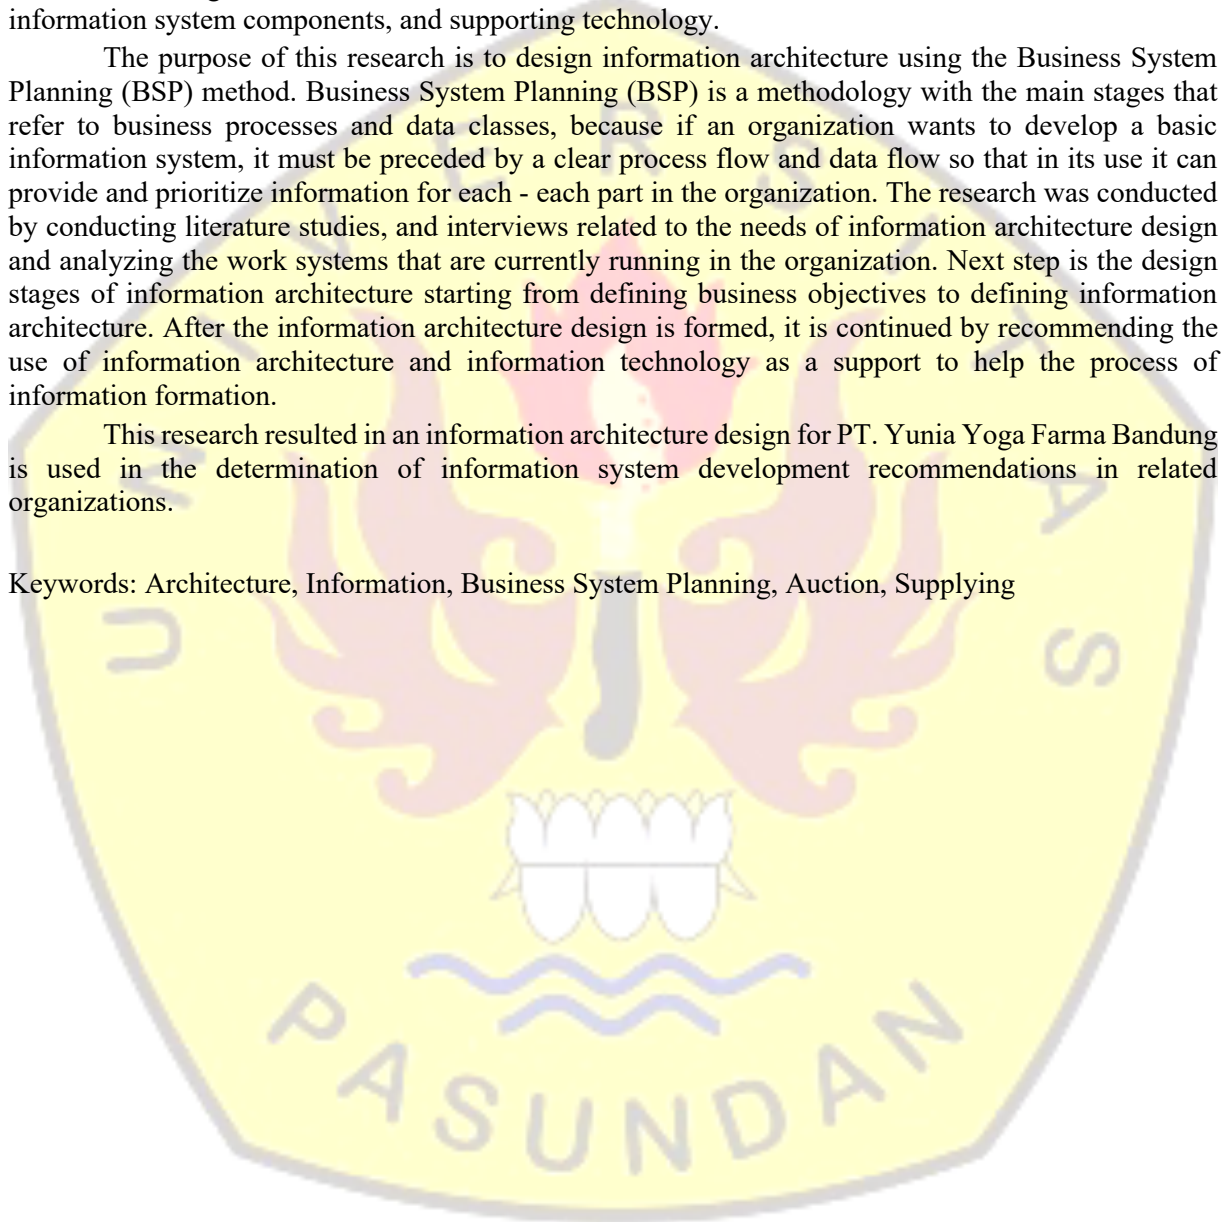 information system components, and supporting technology.
The purpose of this research is to design information architecture using the Business System
Planning (BSP) method. Business System Planning (BSP) is a methodology with the main stages that
refer to business processes and data classes, because if an organization wants to develop a basic
information system, it must be preceded by a clear process flow and data flow so that in its use it can
provide and prioritize information for each - each part in the organization. The research was conducted
by conducting literature studies, and interviews related to the needs of information architecture design
and analyzing the work systems that are currently running in the organization. Next step is the design
stages of information architecture starting from defining business objectives to defining information
architecture. After the information architecture design is formed, it is continued by recommending the
use of information architecture and information technology as a support to help the process of
information formation.
This research resulted in an information architecture design for PT. Yunia Yoga Farma Bandung
is used in the determination of information system development recommendations in related
organizations.
Keywords: Architecture, Information, Business System Planning, Auction, Supplying
UNIVERSITAS
PASUNDAN